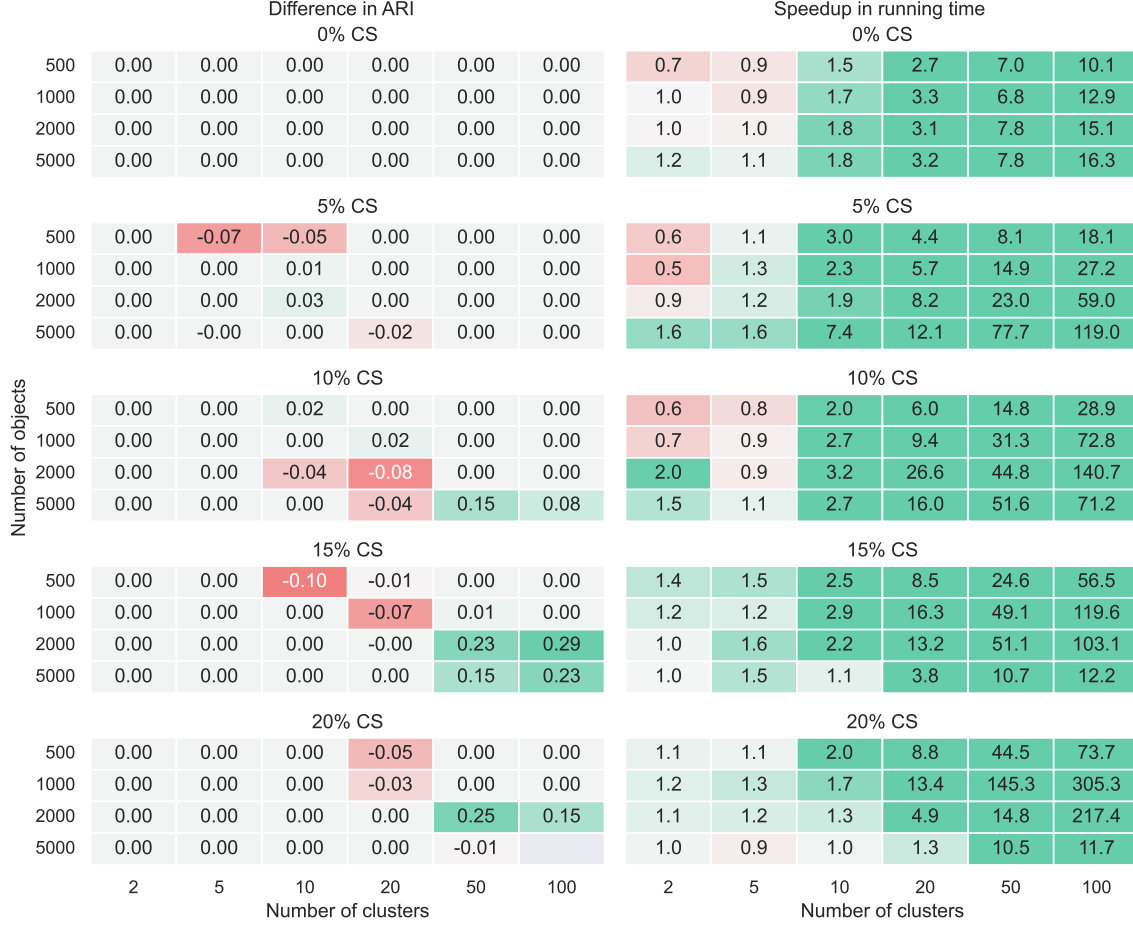 Difference in ARI
0% CS
500 0.00 0.00 0.00 0.00 0.00 0.00
1000 0.00 0.00 0.00 0.00 0.00 0.00
2000 0.00 0.00 0.00 0.00 0.00 0.00
5000 0.00 0.00 0.00 0.00 0.00 0.00
5% CS
500 0.00 -0.07 -0.05 0.00 0.00 0.00
1000 0.00 0.00 0.01 0.00 0.00 0.00
2000 0.00 0.00 0.03 0.00 0.00 0.00
5000 0.00 -0.00 0.00 -0.02 0.00 0.00
Number of objects
10% CS
500 0.00 0.00 0.02 0.00 0.00 0.00
1000 0.00 0.00 0.00 0.02 0.00 0.00
2000 0.00 0.00 -0.04 -0.08 0.00 0.00
5000 0.00 0.00 0.00 -0.04 0.15 0.08
15% CS
500 0.00 0.00 -0.10 -0.01 0.00 0.00
1000 0.00 0.00 0.00 -0.07 0.01 0.00
2000 0.00 0.00 0.00 -0.00 0.23 0.29
5000 0.00 0.00 0.00 0.00 0.15 0.23
20% CS
500 0.00 0.00 0.00 -0.05 0.00 0.00
1000 0.00 0.00 0.00 -0.03 0.00 0.00
2000 0.00 0.00 0.00 0.00 0.25 0.15
5000 0.00 0.00 0.00 0.00 -0.01
2 5 10 20 50 100
Number of clusters
Speedup in running time
0% CS
0.7 0.9 1.5 2.7 7.0 10.1
1.0 0.9 1.7 3.3 6.8 12.9
1.0 1.0 1.8 3.1 7.8 15.1
1.2 1.1 1.8 3.2 7.8 16.3
5% CS
0.6 1.1 3.0 4.4 8.1 18.1
0.5 1.3 2.3 5.7 14.9 27.2
0.9 1.2 1.9 8.2 23.0 59.0
1.6 1.6 7.4 12.1 77.7 119.0
10% CS
0.6 0.8 2.0 6.0 14.8 28.9
0.7 0.9 2.7 9.4 31.3 72.8
2.0 0.9 3.2 26.6 44.8 140.7
1.5 1.1 2.7 16.0 51.6 71.2
15% CS
1.4 1.5 2.5 8.5 24.6 56.5
1.2 1.2 2.9 16.3 49.1 119.6
1.0 1.6 2.2 13.2 51.1 103.1
1.0 1.5 1.1 3.8 10.7 12.2
20% CS
1.1 1.1 2.0 8.8 44.5 73.7
1.2 1.3 1.7 13.4 145.3 305.3
1.1 1.2 1.3 4.9 14.8 217.4
1.0 0.9 1.0 1.3 10.5 11.7
2 5 10 20 50 100
Number of clusters